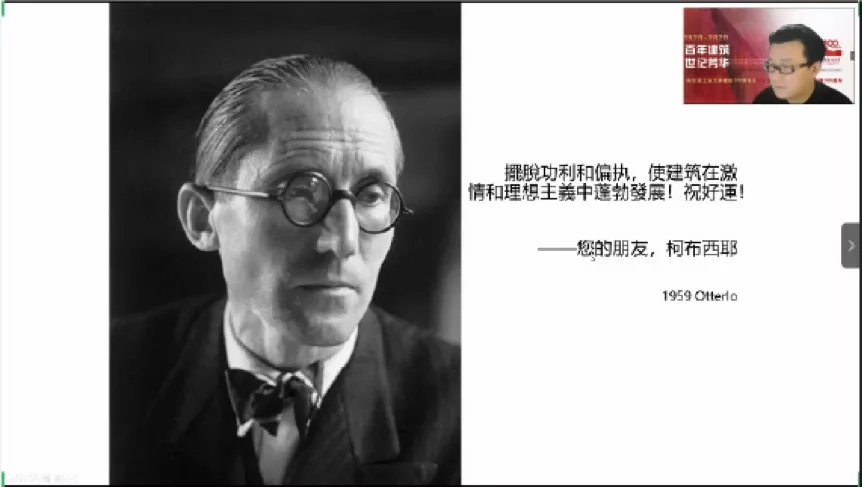 1920-2020
百年建筑
世纪芳华
擺脫功利和偏执，使建筑在激
情和理想主義中蓬勃發展！祝好運！
——您的朋友，柯布西耶
1959 Otterlo